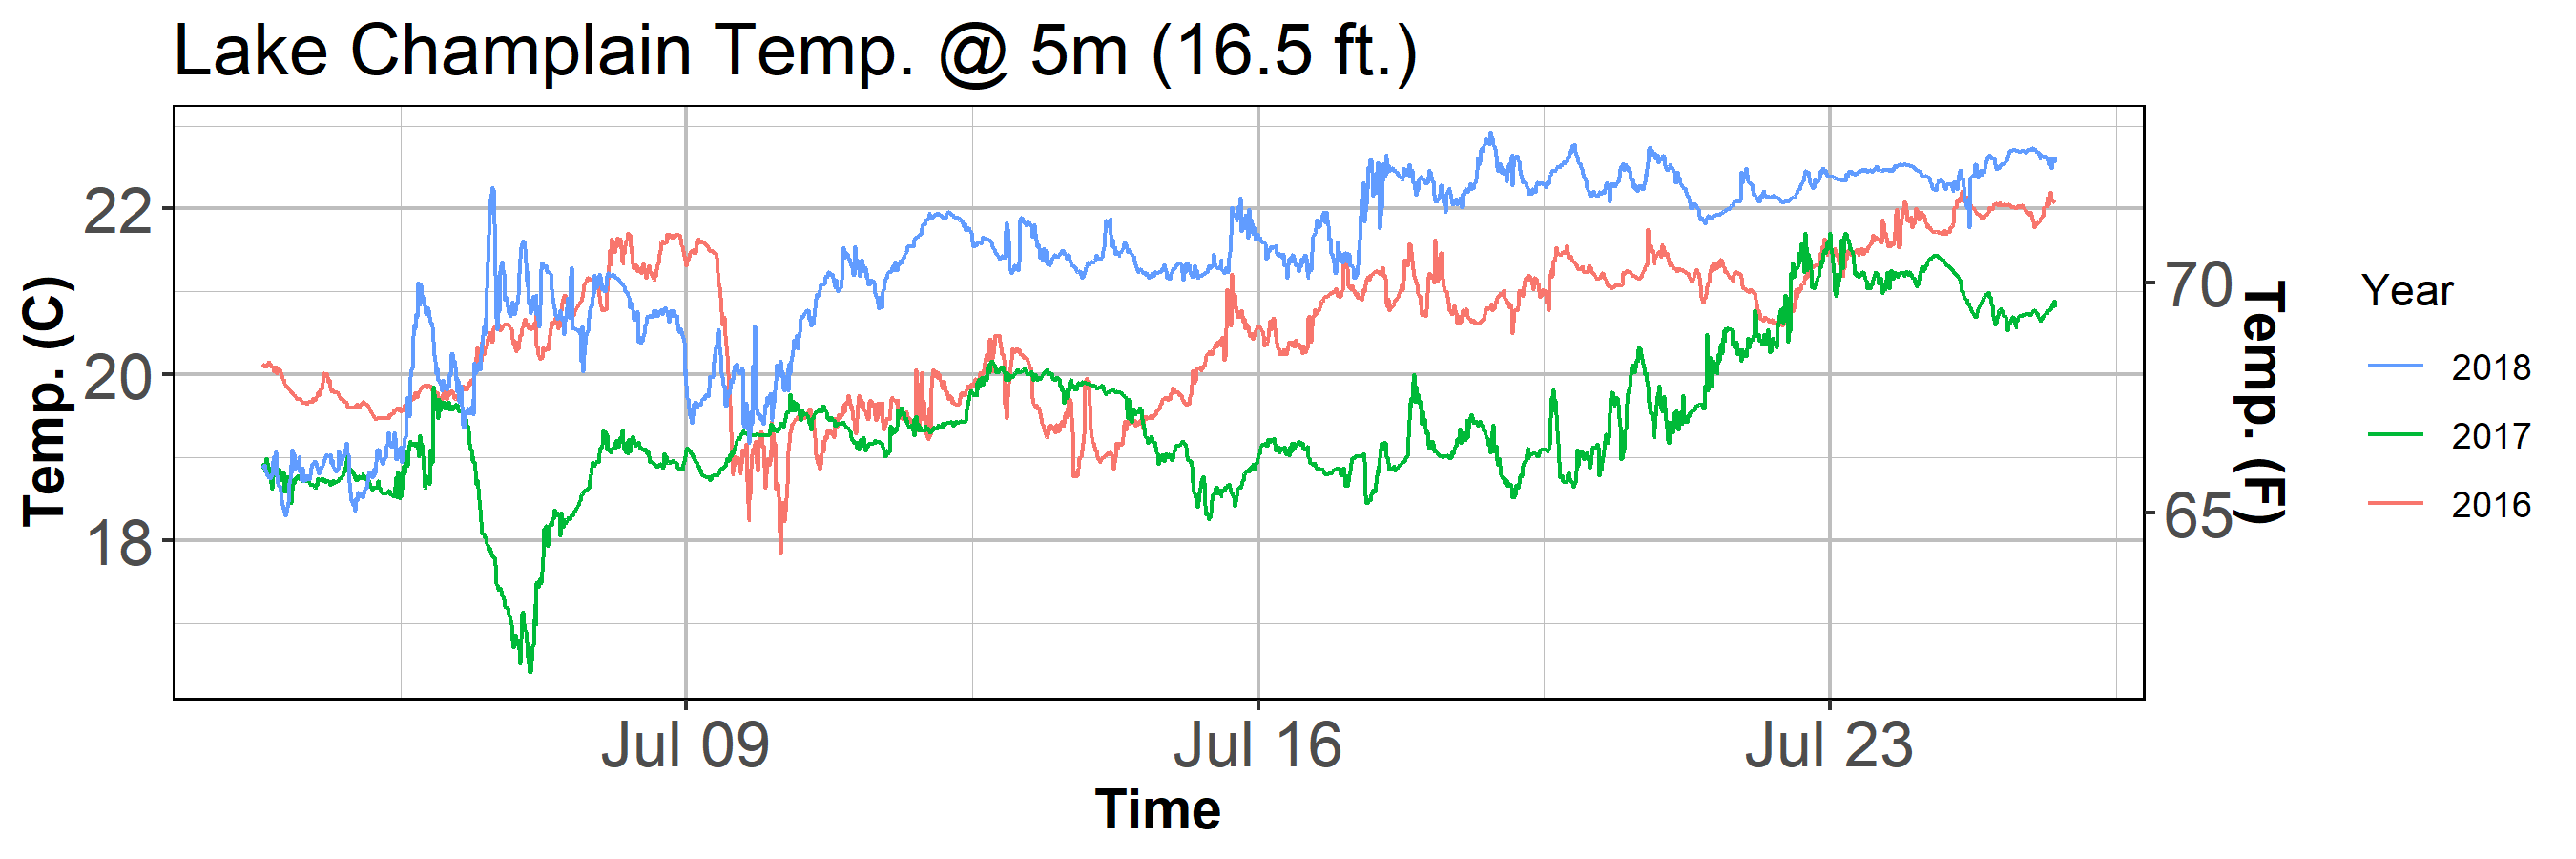 Lake Champlain Temp. @ 5m (16.5 ft.)
Temp. (C)
22
20
18
70
65
Temp. (F)
Jul 09
Jul 16
Jul 23
Time
Year
2018
2017
2016